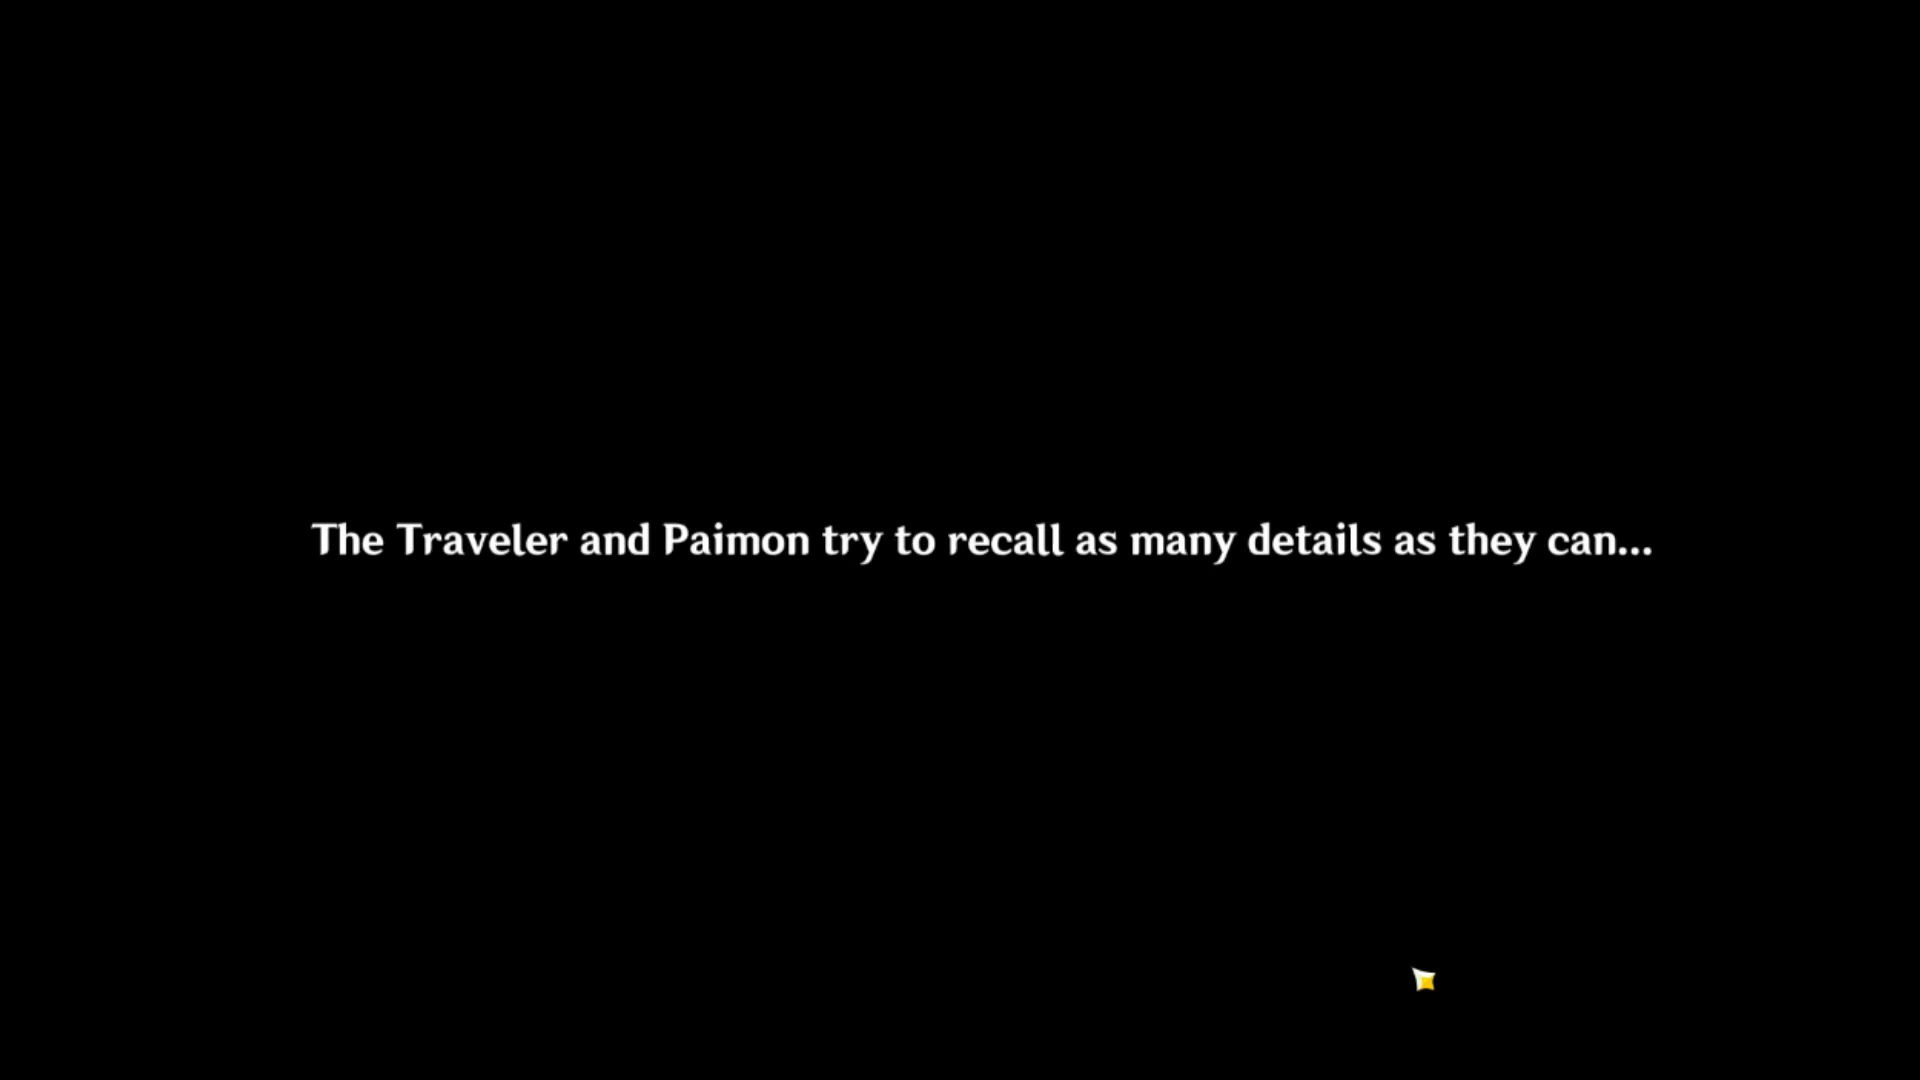 The Traveler and Paimon try to recall as many details as they can...